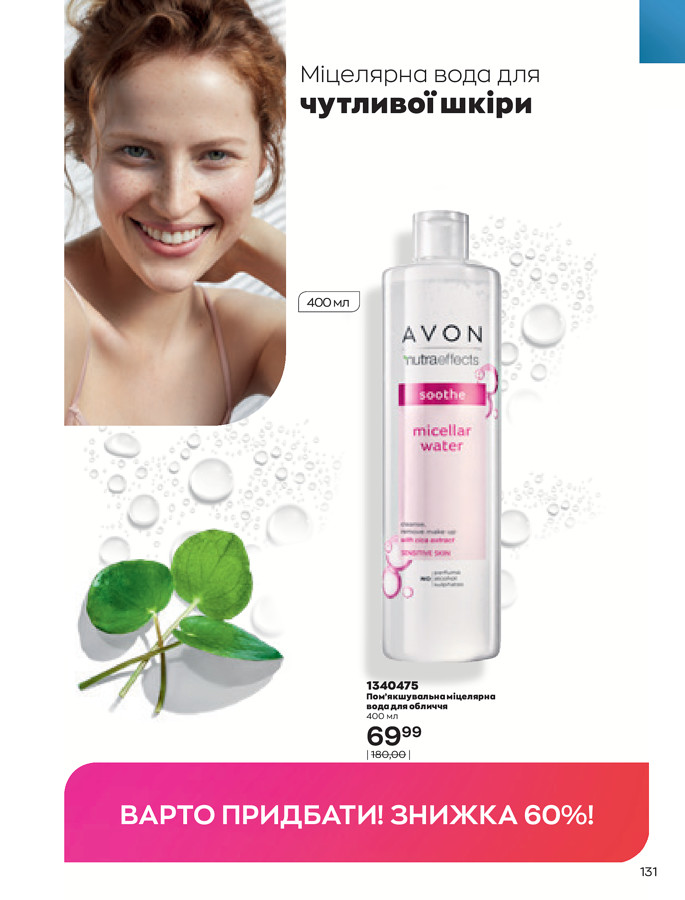 Міцелярна вода для
чутливої шкіри
400 мл
AVON
nutraeffects
soothe
micellar
water
cleanse,
remove make-up
with cica extract
SENSITIVE SKIN
NO
perfume
alcohol
sulphates
1340475
Пом'якшувальна міцелярна
вода для обличчя
400 мл
69⁹⁹
| 180,00 |
ВАРТО ПРИДБАТИ! ЗНИЖКА 60%!
131